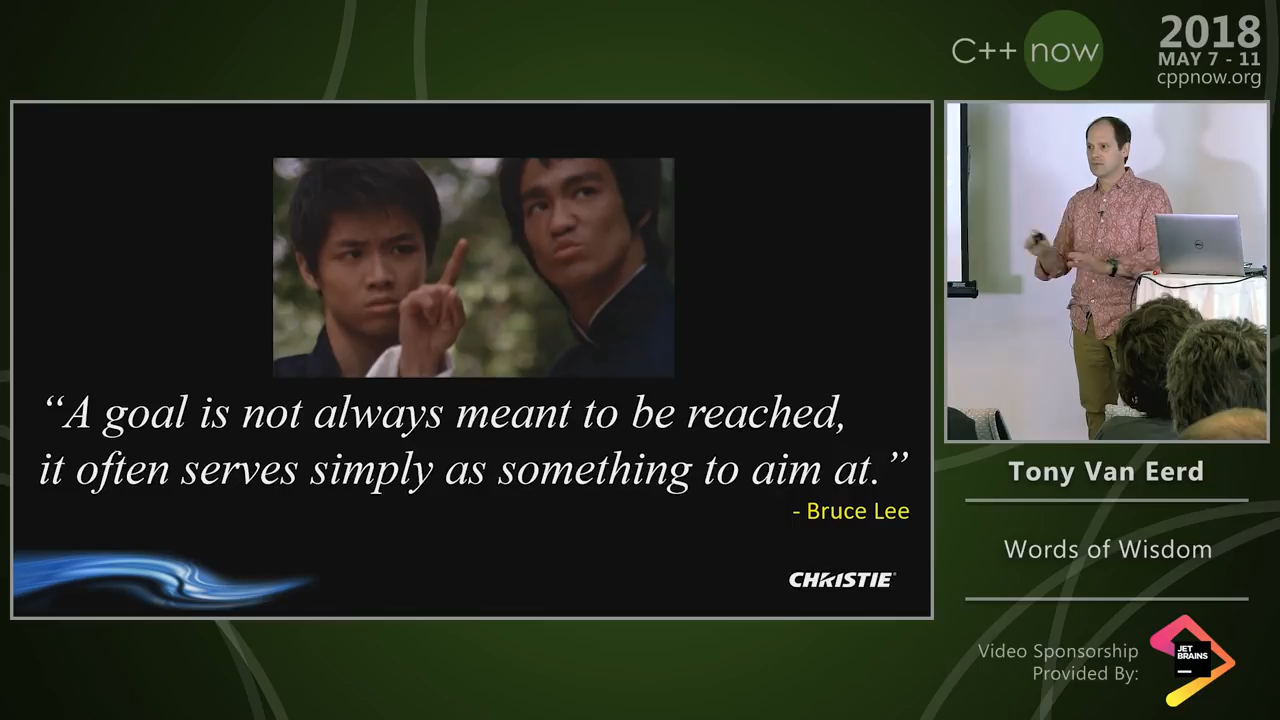 C++ now
2018
MAY 7 - 11
cppnow.org
“A goal is not always meant to be reached,
it often serves simply as something to aim at.”
- Bruce Lee
CHRISTIE
Tony Van Eerd
Words of Wisdom
Video Sponsorship
Provided By:
JET
BRAINS